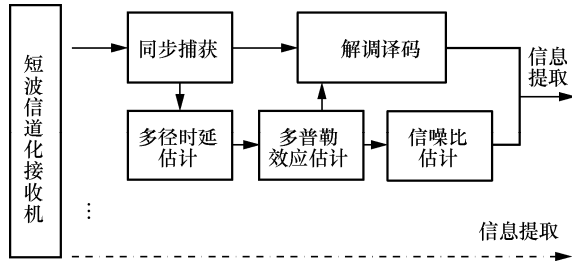 短波信道化接收机
同步捕获
解调译码
信息
提取
多径时延
估计
多普勒
效应估计
信噪比
估计
⋮
信息提取